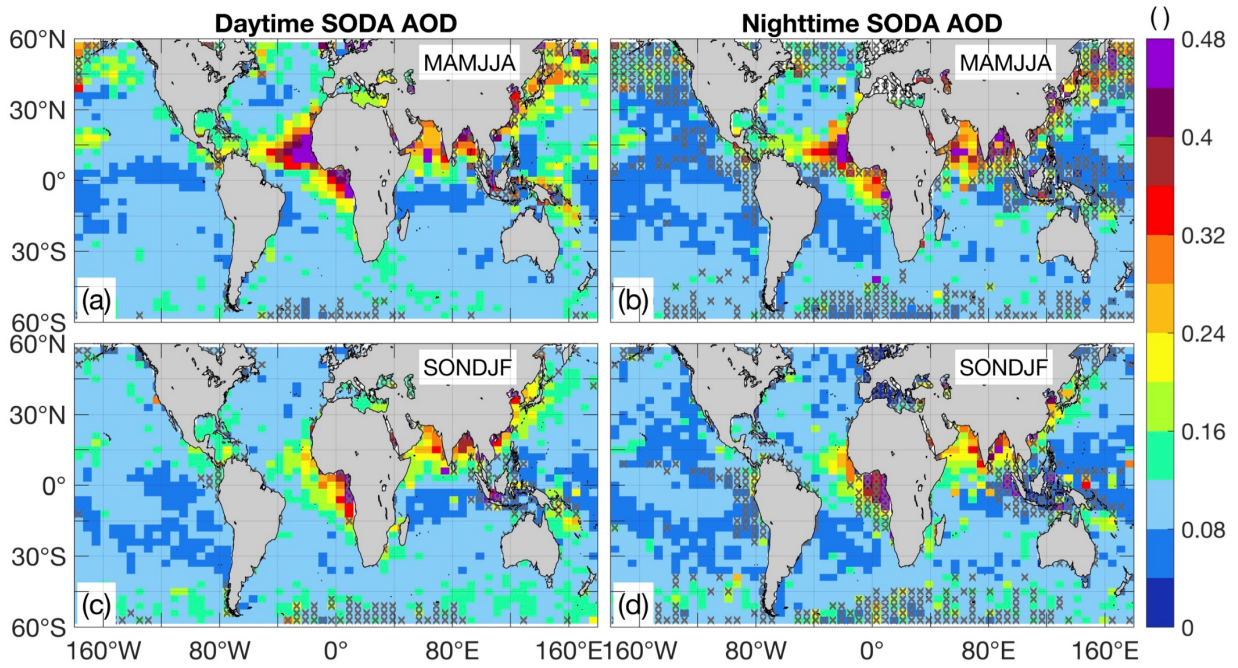 Daytime SODA AOD
Nighttime SODA AOD
( )
60°N
30°N
0°
30°S
60°S
MAMJJA
(a)
MAMJJA
(b)
0.48
0.4
0.32
0.24
0.16
0.08
0
60°N
30°N
0°
30°S
60°S
SONDJF
(c)
SONDJF
(d)
160°W
80°W
0°
80°E
160°E
160°W
80°W
0°
80°E
160°E